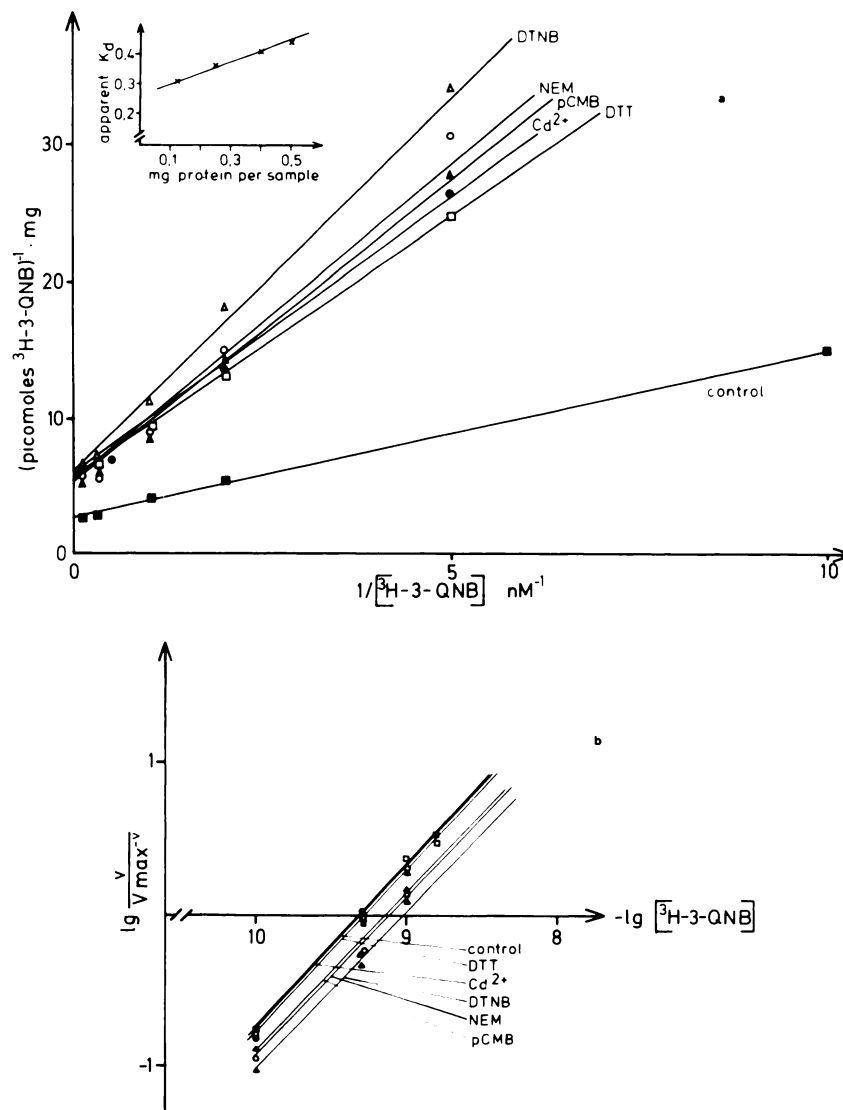 a
DTNB
NEM
pCMB
Cd2+
DTT
control
apparent Kd
0,4
0,3
0,2
0,1 0,3 0,5
mg protein per sample
(picomoles 3H-3-QNB)-1 · mg
30
20
10
0
0 5 10
1/[3H-3-QNB] nM-1
b
lg v/Vmax-v
1
-1
10 9 8
-lg [3H-3-QNB]
control
DTT
Cd2+
DTNB
NEM
pCMB